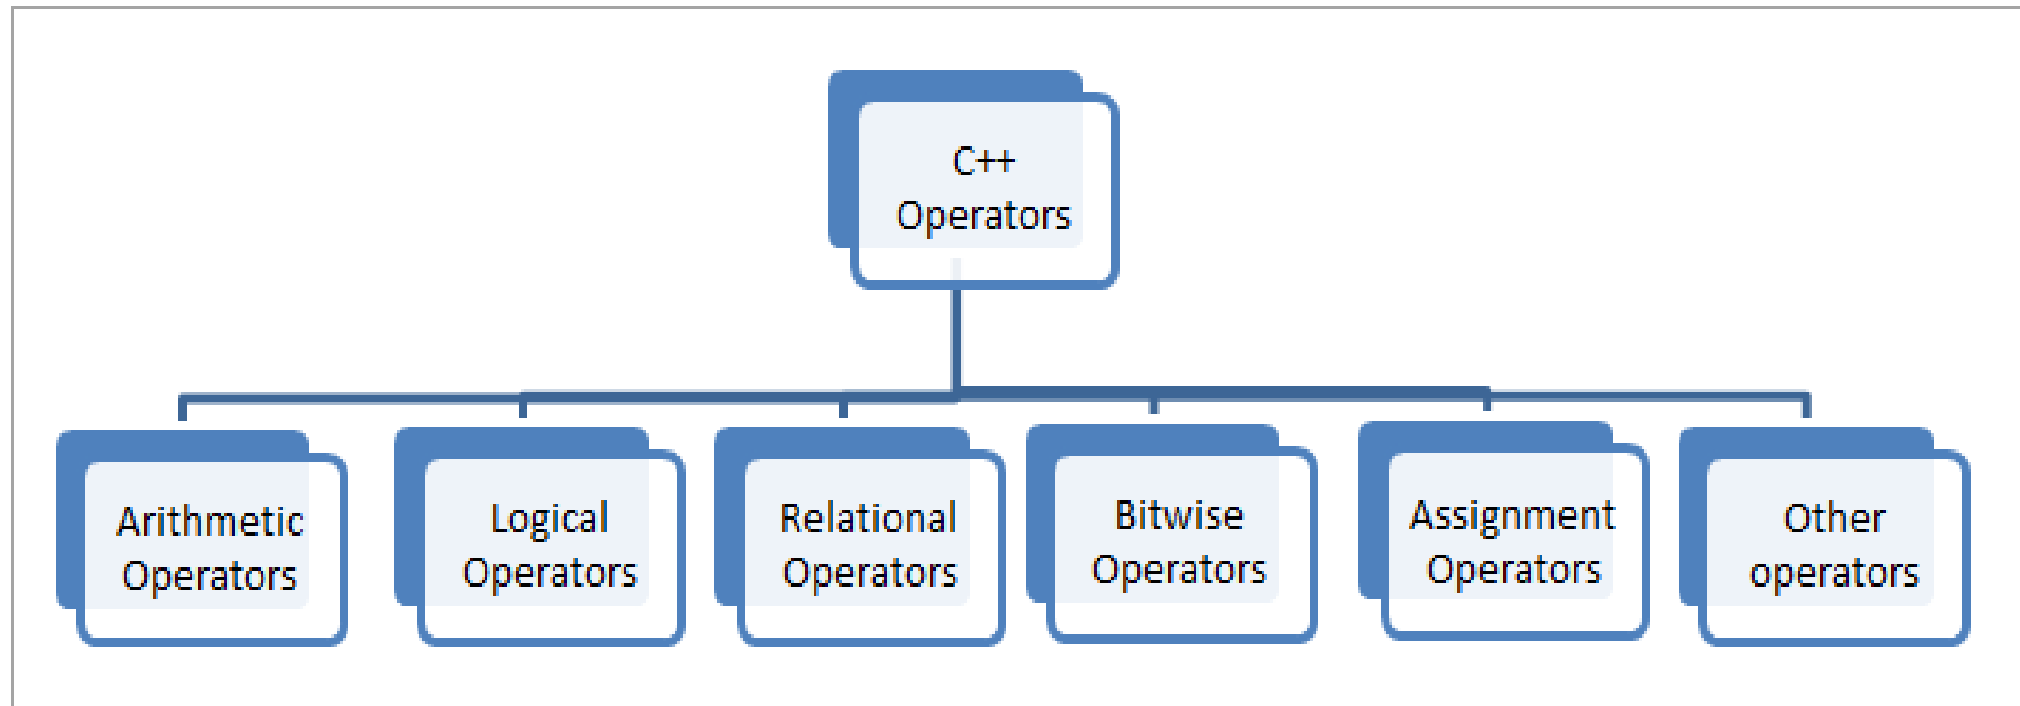 C++
Operators
Arithmetic
Operators
Logical
Operators
Relational
Operators
Bitwise
Operators
Assignment
Operators
Other
operators